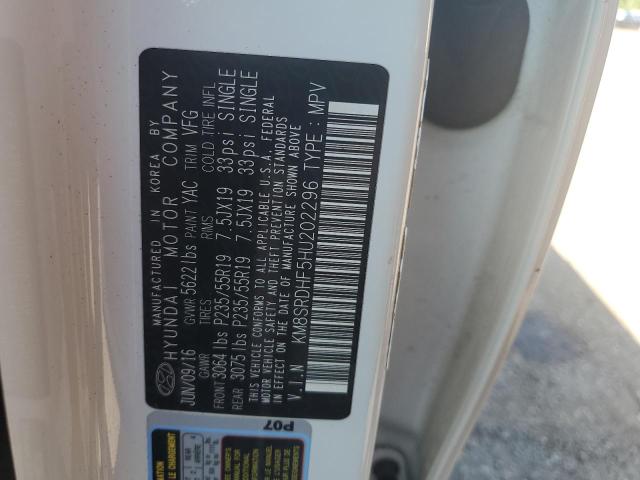 MANUFACTURED IN KOREA BY
HYUNDAI MOTOR COMPANY
JUN/09/16 GVWR 5622 lbs PAINT YAC TRIM VFG
GAWR TIRES RIMS COLD TIRE INFL
FRONT 3064 lbs P235/55R19 7.5JX19 33psi SINGLE
REAR 3075 lbs P235/55R19 7.5JX19 33psi SINGLE
THIS VEHICLE CONFORMS TO ALL APPLICABLE U.S.A. FEDERAL
MOTOR VEHICLE SAFETY AND THEFT PREVENTION STANDARDS
IN EFFECT ON THE DATE OF MANUFACTURE SHOWN ABOVE
V.I.N KM8SRDHF5HU202296 TYPE : MPV
P07